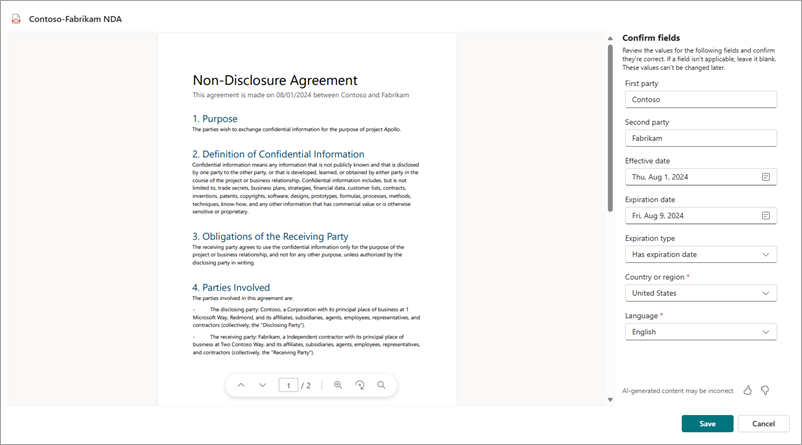 Contoso-Fabrikam NDA
Non-Disclosure Agreement
This agreement is made on 08/01/2024 between Contoso and Fabrikam
1. Purpose
The parties wish to exchange confidential information for the purpose of project Apollo.
2. Definition of Confidential Information
Confidential information means any information that is not publicly known and that is disclosed
by one party to the other party, or that is developed, learned, or obtained by either party in the
course of the project or business relationship. Confidential information includes, but is not
limited to, trade secrets, business plans, strategies, financial data, customer lists, contracts,
inventions, patents, copyrights, software, designs, prototypes, formulas, processes, methods,
techniques, know-how, and any other information that has commercial value or is otherwise
sensitive or proprietary.
3. Obligations of the Receiving Party
The receiving party agrees to use the confidential information only for the purpose of the
project or business relationship, and not for any other purpose, unless authorized by the
disclosing party in writing.
4. Parties Involved
The parties involved in this agreement are:
- The disclosing party: Contoso, a Corporation with its principal place of business at 1
Microsoft Way, Redmond, and its affiliates, subsidiaries, agents, employees, representatives, and
contractors (collectively, the "Disclosing Party").
- The receiving party: Fabrikam, a Independent contractor with its principal place of
business at Two Contoso Way, and its affiliates, subsidiaries, agents, employees, representatives,
and contractors (collectively, the "Receiving Party").
1 / 2
Confirm fields
Review the values for the following fields and confirm
they're correct. If a field isn't applicable, leave it blank.
These values can't be changed later.
First party
Contoso
Second party
Fabrikam
Effective date
Thu, Aug 1, 2024
Expiration date
Fri, Aug 9, 2024
Expiration type
Has expiration date
Country or region *
United States
Language *
English
AI-generated content may be incorrect
Save
Cancel